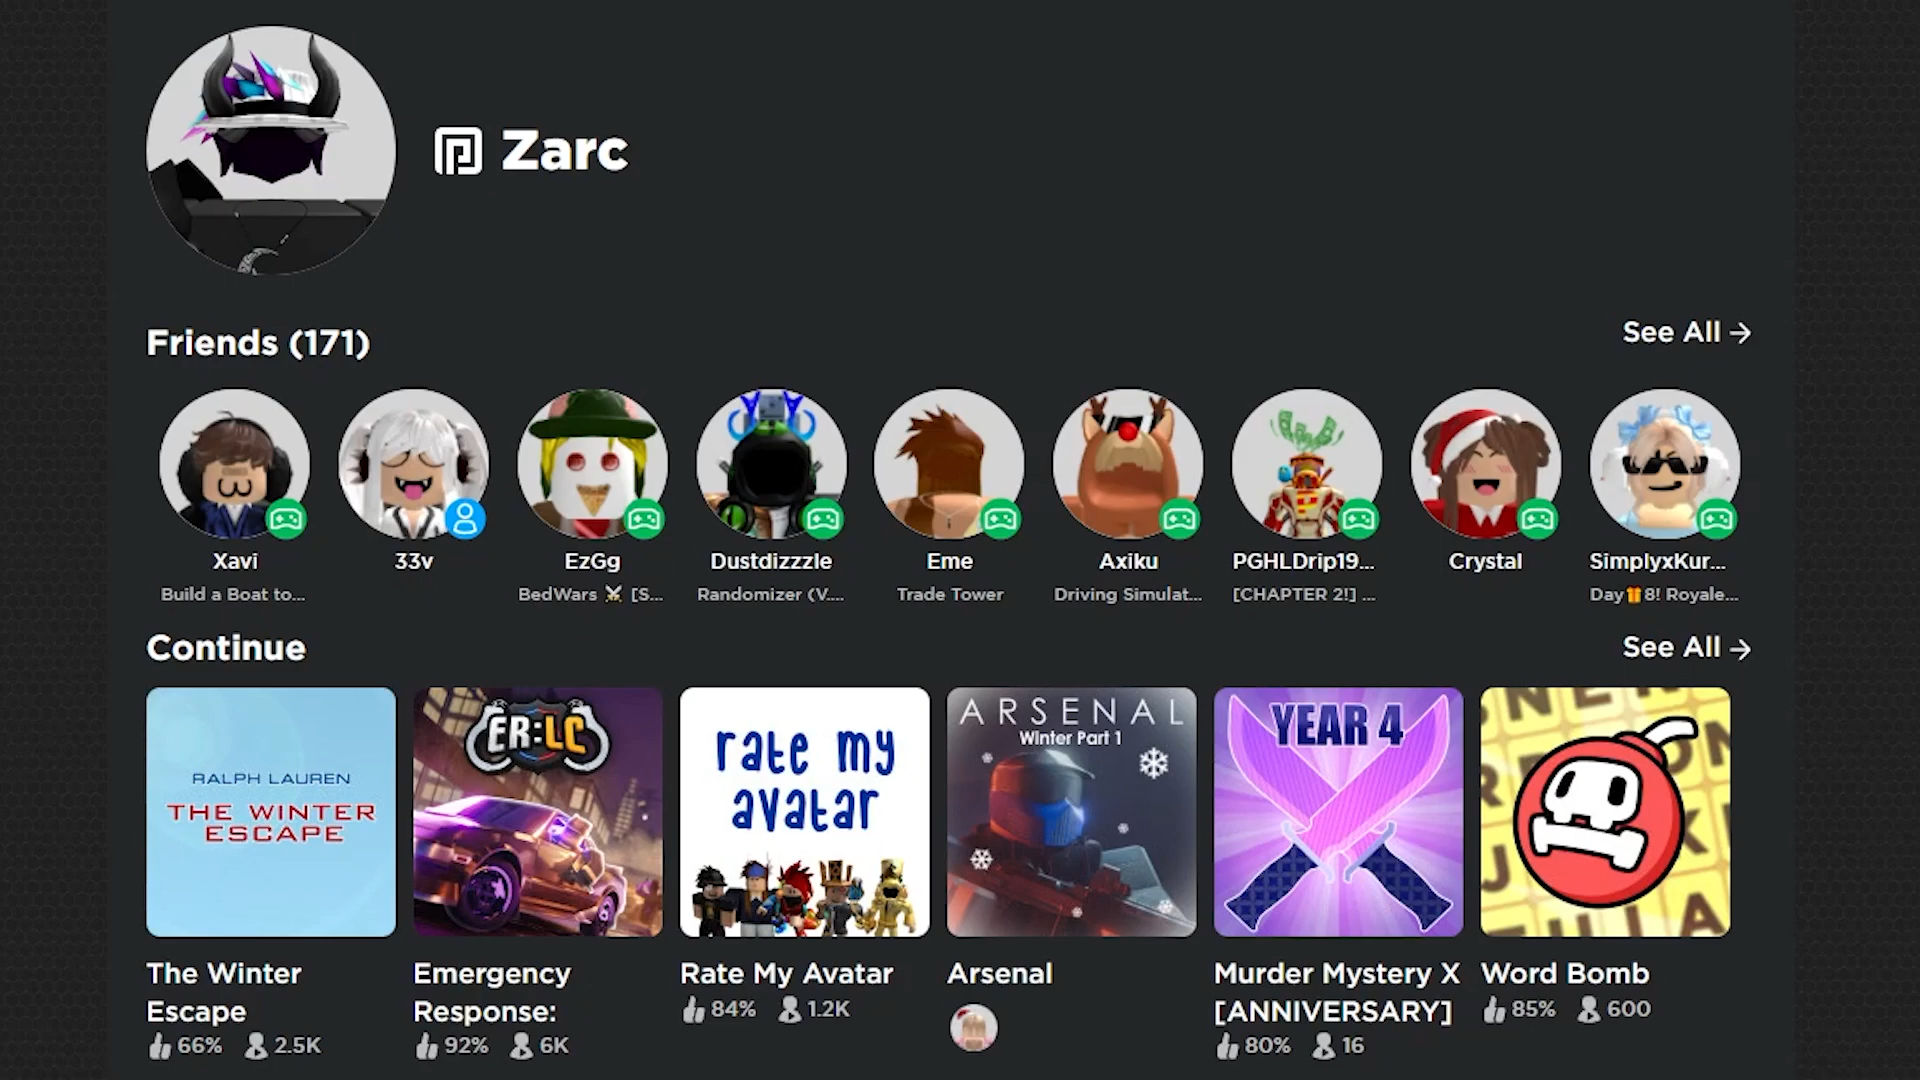 Zarc
Friends (171)
See All →
Xavi
33v
EzGg
Dustdizzzle
Eme
Axiku
PGHLDrip19...
Crystal
SimplyxKur...
Build a Boat to...
BedWars ⚔️ [S...
Randomizer (V....
Trade Tower
Driving Simulat...
[CHAPTER 2!] ...
Day🎁8! Royale...
Continue
See All →
RALPH LAUREN
THE WINTER
ESCAPE
ER:LC
rate my
avatar
ARSENAL
Winter Part 1
YEAR 4
The Winter
Escape
66% 2.5K
Emergency
Response:
92% 6K
Rate My Avatar
84% 1.2K
Arsenal
Murder Mystery X
[ANNIVERSARY]
80% 16
Word Bomb
85% 600